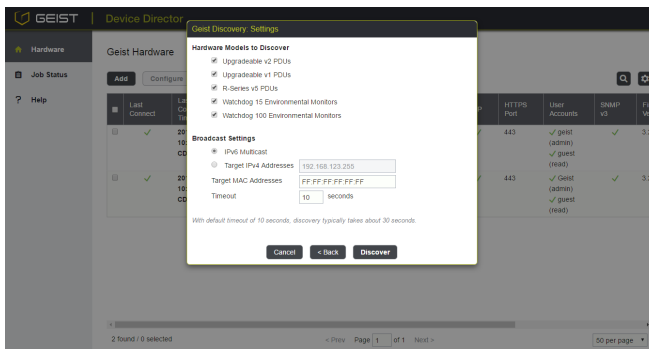 GEIST | Device Director
Geist Discovery: Settings
Hardware
Job Status
? Help
Geist Hardware
Add
Configure
Hardware Models to Discover
Upgradeable v2 PDUs
Upgradeable v1 PDUs
R-Series v5 PDUs
Watchdog 15 Environmental Monitors
Watchdog 100 Environmental Monitors
Broadcast Settings
IPv6 Multicast
Target IPv4 Addresses 192.168.123.255
Target MAC Addresses FF:FF:FF:FF:FF:FF
Timeout 10 seconds
With default timeout of 10 seconds, discovery typically takes about 30 seconds.
Cancel < Back Discover
Last
Connect
HTTPS
Port
User
Accounts
SNMP
v3
443
geist
(admin)
guest
(read)
3.
443
Geist
(admin)
guest
(read)
3.
2 found / 0 selected
< Prev Page 1 of 1 Next >
50 per page